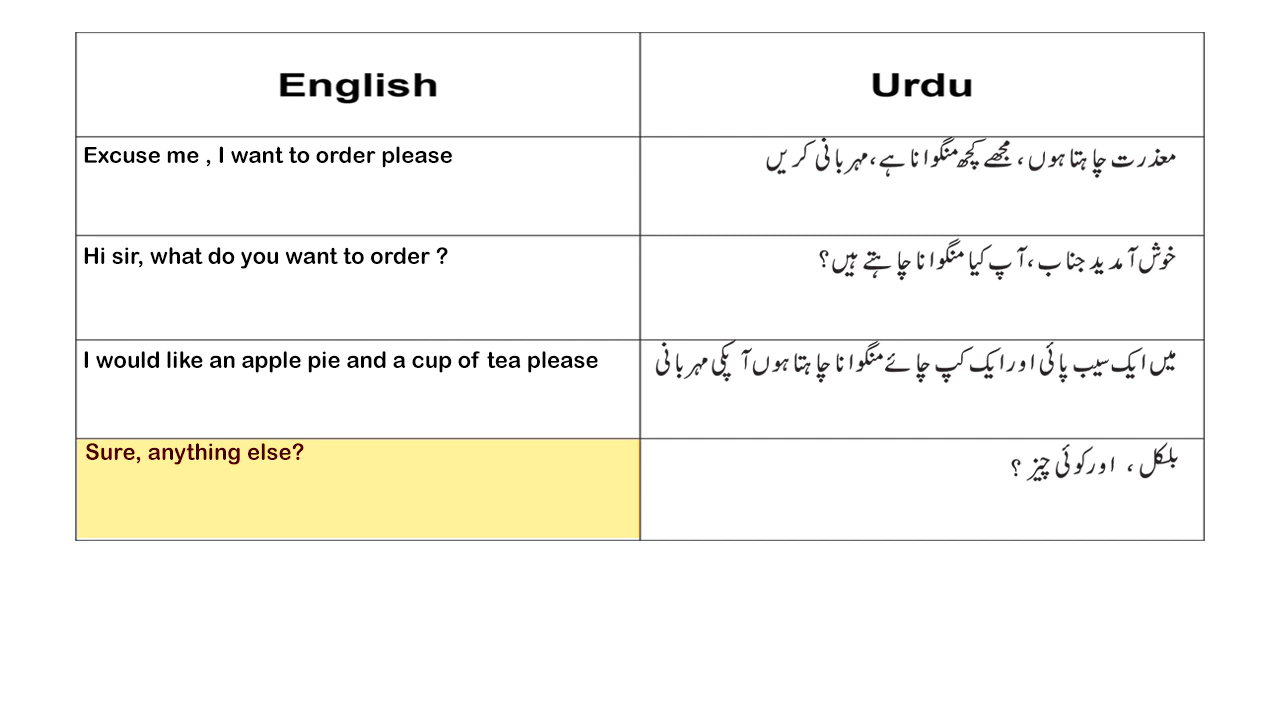 English
Urdu
Excuse me , I want to order please
معذرت چاہتا ہوں، مجھے کچھ منگوانا ہے، مہربانی کریں
Hi sir, what do you want to order ?
خوش آمدید جناب، آپ کیا منگوانا چاہتے ہیں؟
I would like an apple pie and a cup of tea please
میں ایک سیب پائی اور ایک کپ چائے منگوانا چاہتا ہوں آپکی مہربانی
Sure, anything else?
بلکل ، اور کوئی چیز ؟